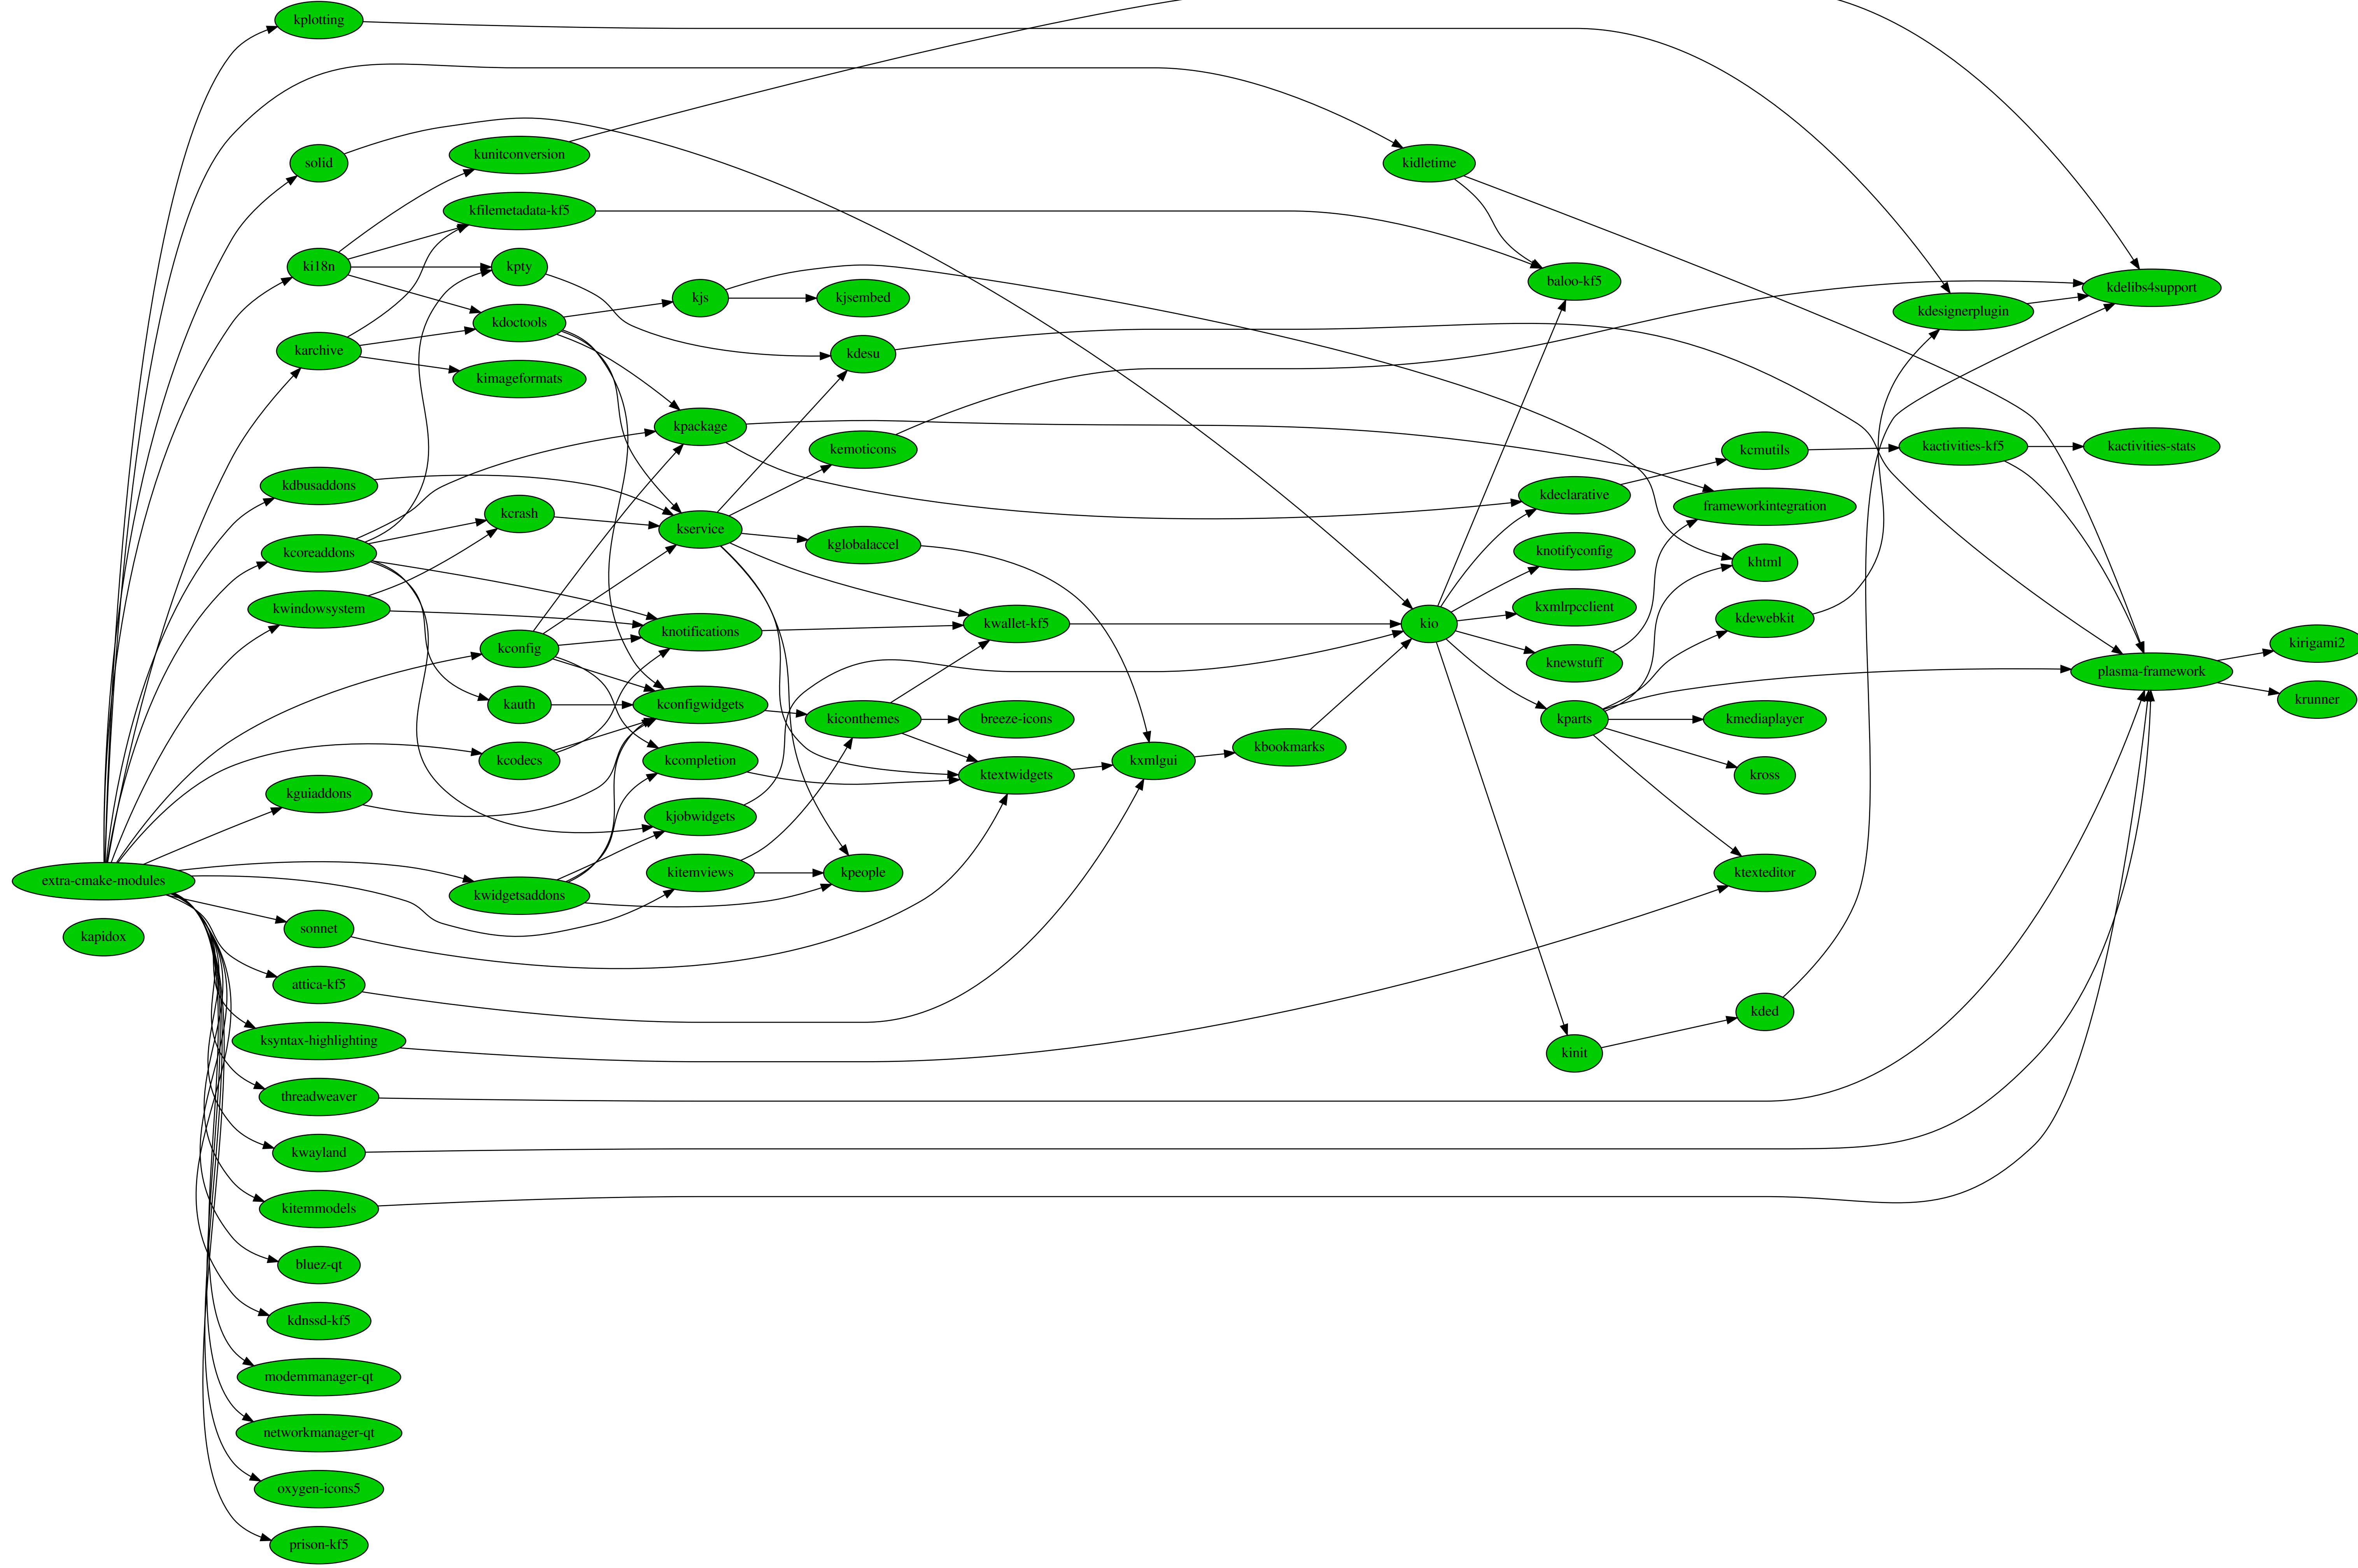 kplotting
solid
kunitconversion
kidletime
kfilemetadata-kf5
ki18n
kpty
baloo-kf5
kdelibs4support
kjs
kjsembed
kdesignerplugin
kdoctools
karchive
kdesu
kimageformats
kpackage
kemoticons
kcmutils
kactivities-kf5
kactivities-stats
kdbusaddons
kdeclarative
kcrash
frameworkintegration
kservice
kcoreaddons
kglobalaccel
knotifyconfig
khtml
kwindowsystem
kxmlrpcclient
kdewebkit
kwallet-kf5
kio
knotifications
kirigami2
kconfig
knewstuff
plasma-framework
krunner
kauth
kconfigwidgets
kiconthemes
breeze-icons
kparts
kmediaplayer
kbookmarks
kcodecs
kcompletion
kxmlgui
ktextwidgets
kross
kguiaddons
kjobwidgets
extra-cmake-modules
kitemviews
kpeople
ktexteditor
kwidgetsaddons
sonnet
kapidox
attica-kf5
kded
ksyntax-highlighting
kinit
threadweaver
kwayland
kitemmodels
bluez-qt
kdnssd-kf5
modemmanager-qt
networkmanager-qt
oxygen-icons5
prison-kf5